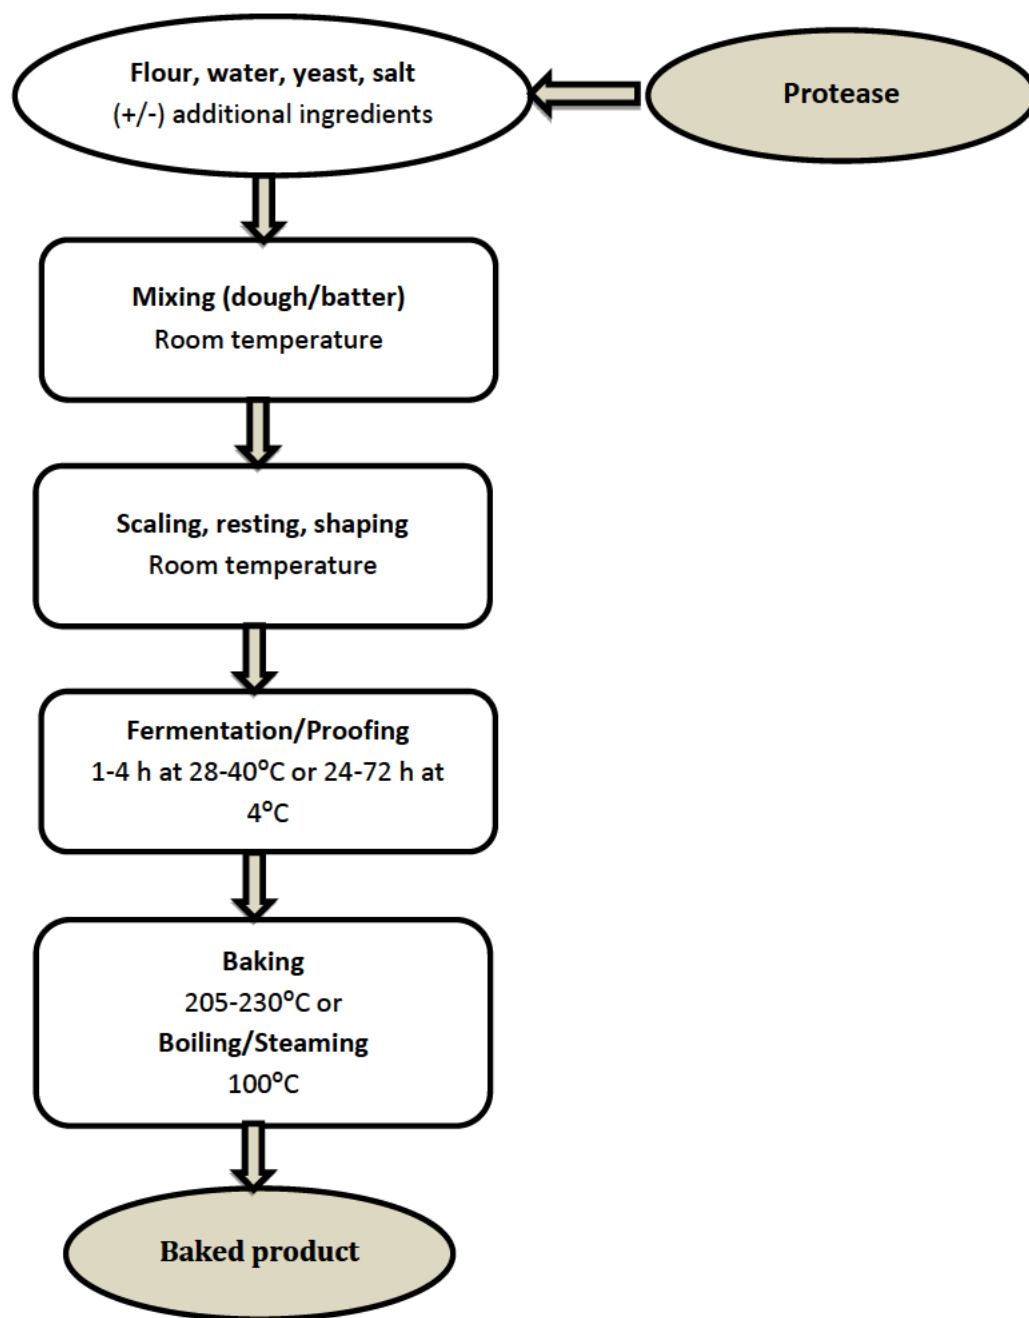 Flour, water, yeast, salt
(+/-) additional ingredients
Protease
Mixing (dough/batter)
Room temperature
Scaling, resting, shaping
Room temperature
Fermentation/Proofing
1-4 h at 28-40°C or 24-72 h at
4°C
Baking
205-230°C or
Boiling/Steaming
100°C
Baked product